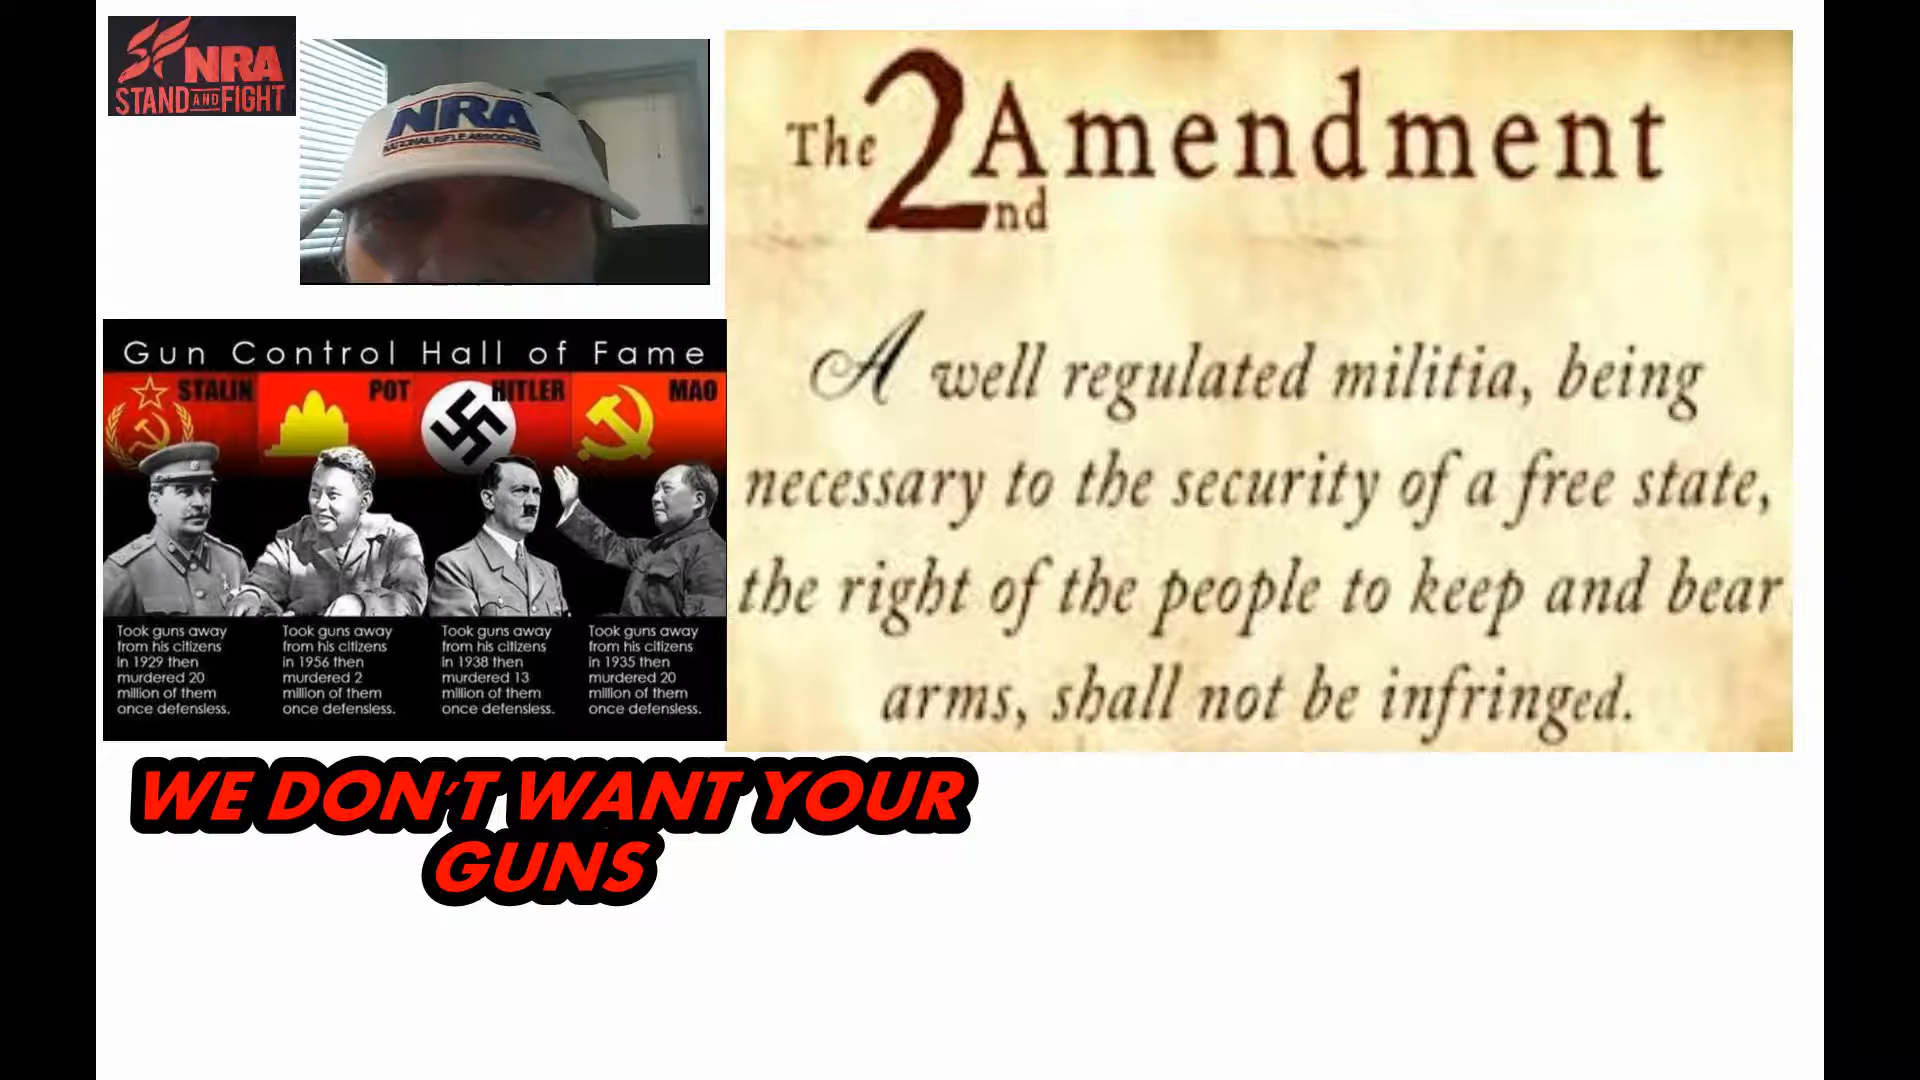 NRA
STAND AND FIGHT
NRA
NATIONAL RIFLE ASSOCIATION
The 2nd Amendment
A well regulated militia, being
necessary to the security of a free state,
the right of the people to keep and bear
arms, shall not be infringed.
Gun Control Hall of Fame
STALIN
POT
HITLER
MAO
Took guns away
from his citizens
in 1929 then
murdered 20
million of them
once defensless.
Took guns away
from his citizens
in 1956 then
murdered 2
million of them
once defensless.
Took guns away
from his citizens
in 1938 then
murdered 13
million of them
once defensless.
Took guns away
from his citizens
in 1935 then
murdered 20
million of them
once defensless.
WE DON'T WANT YOUR
GUNS